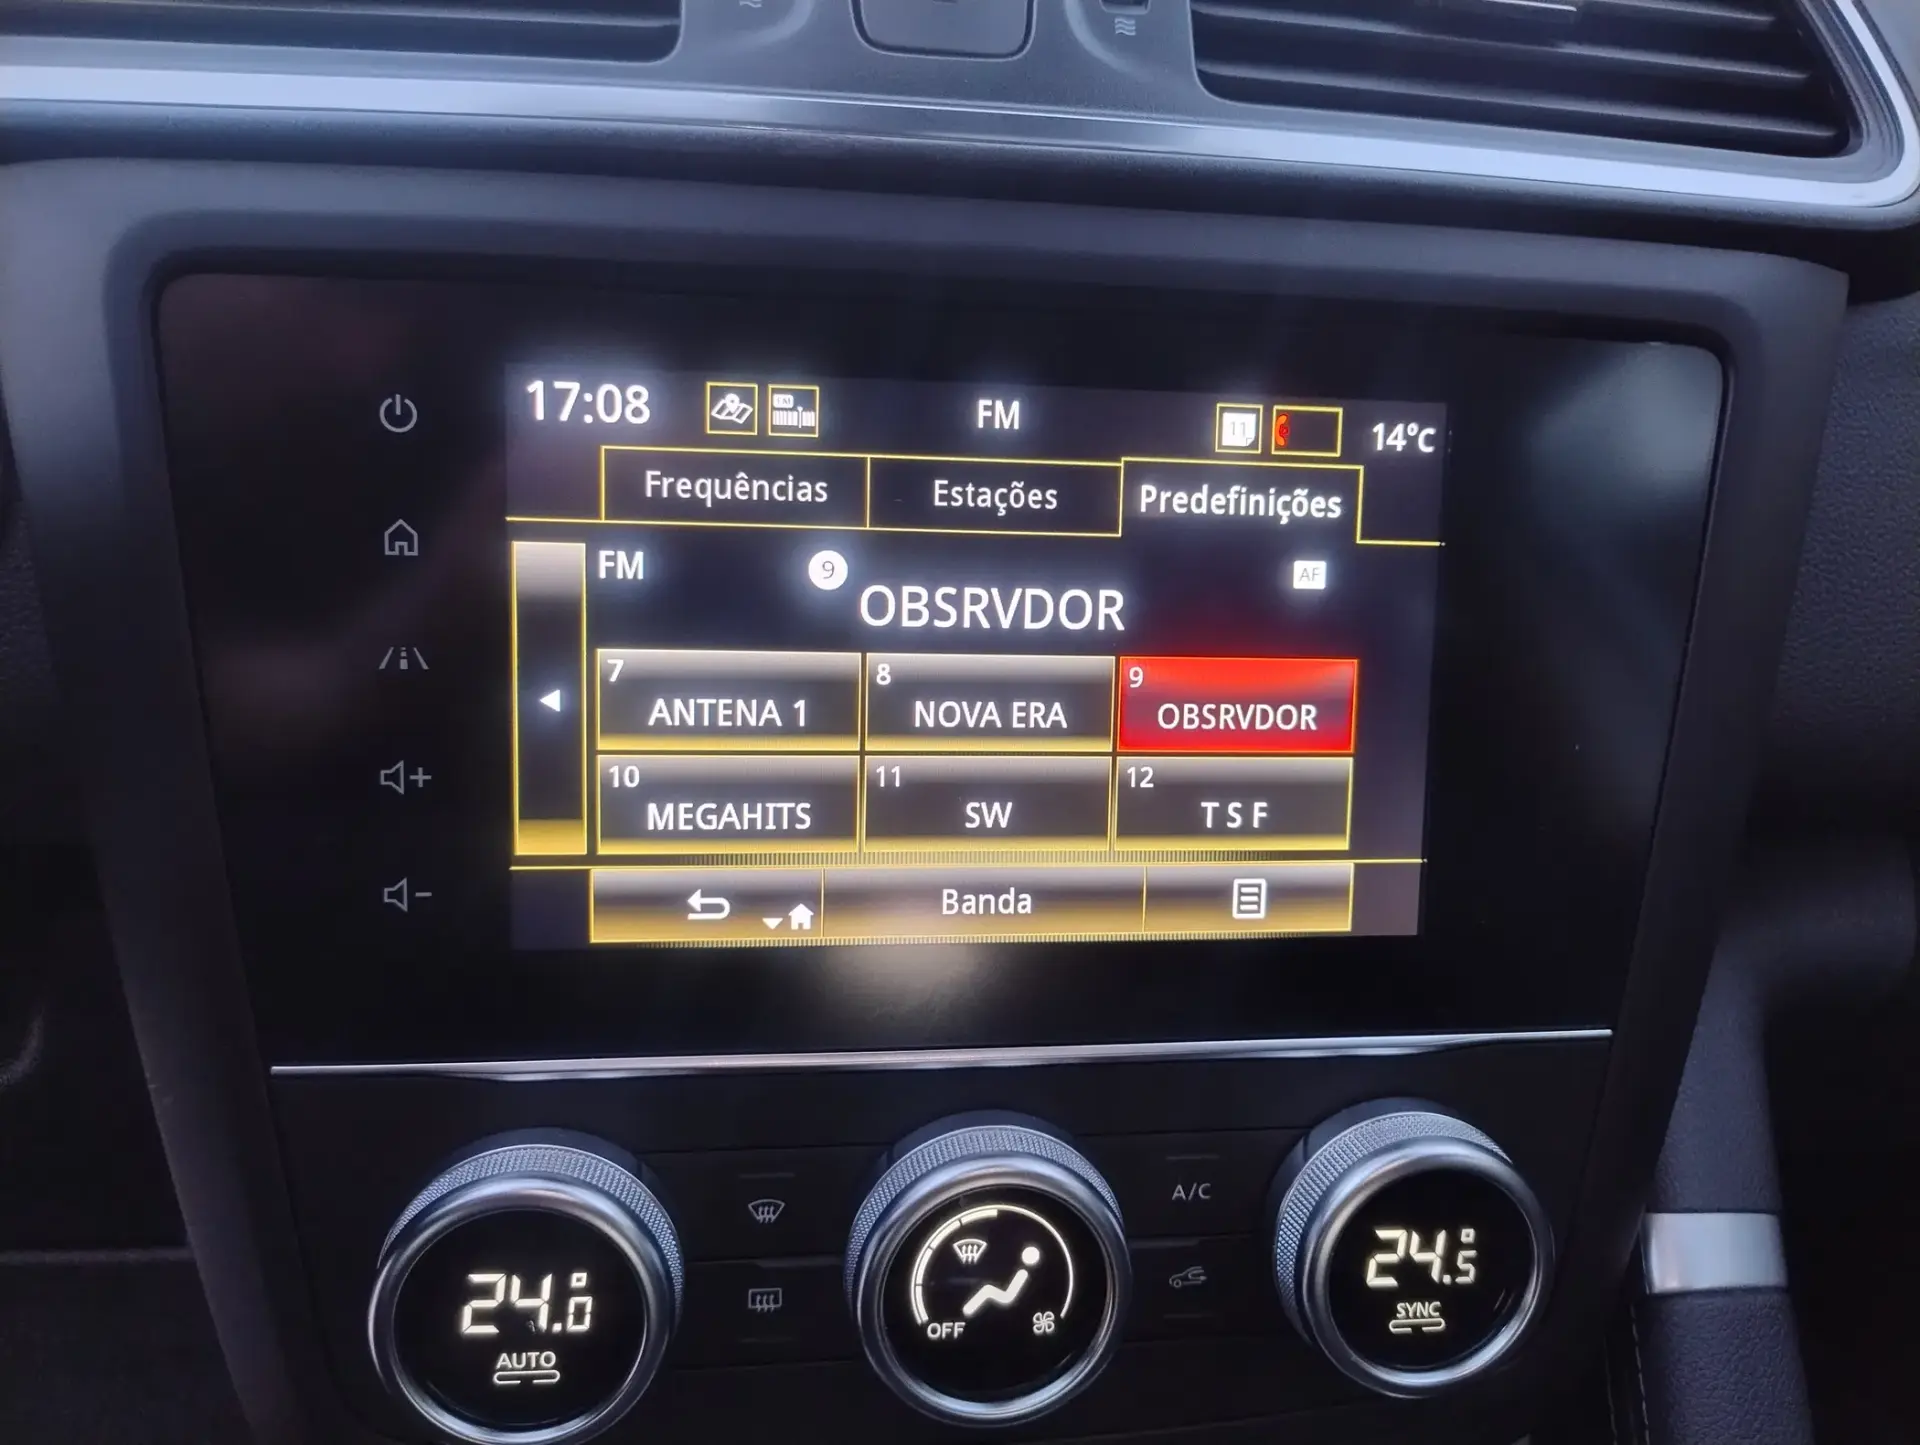 17:08
FM
11
14°C
Frequências
Estações
Predefinições
FM
9
AF
OBSRVDOR
7
ANTENA 1
8
NOVA ERA
9
OBSRVDOR
10
MEGAHITS
11
SW
12
T S F
Banda
A/C
24.0°
AUTO
OFF
24.5°
SYNC